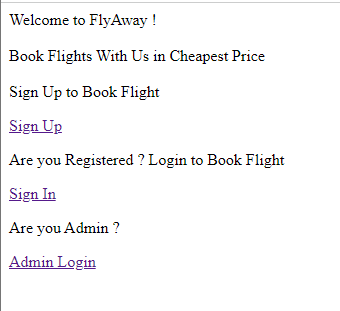 Welcome to FlyAway !
Book Flights With Us in Cheapest Price
Sign Up to Book Flight
Sign Up
Are you Registered ? Login to Book Flight
Sign In
Are you Admin ?
Admin Login